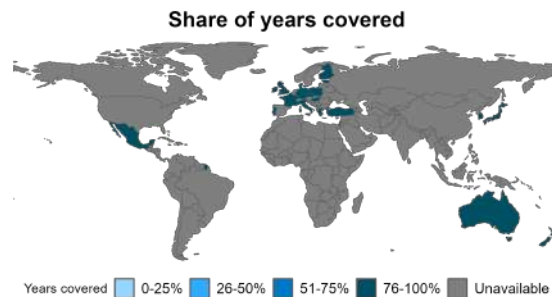 Share of years covered
Years covered 0-25% 26-50% 51-75% 76-100% Unavailable